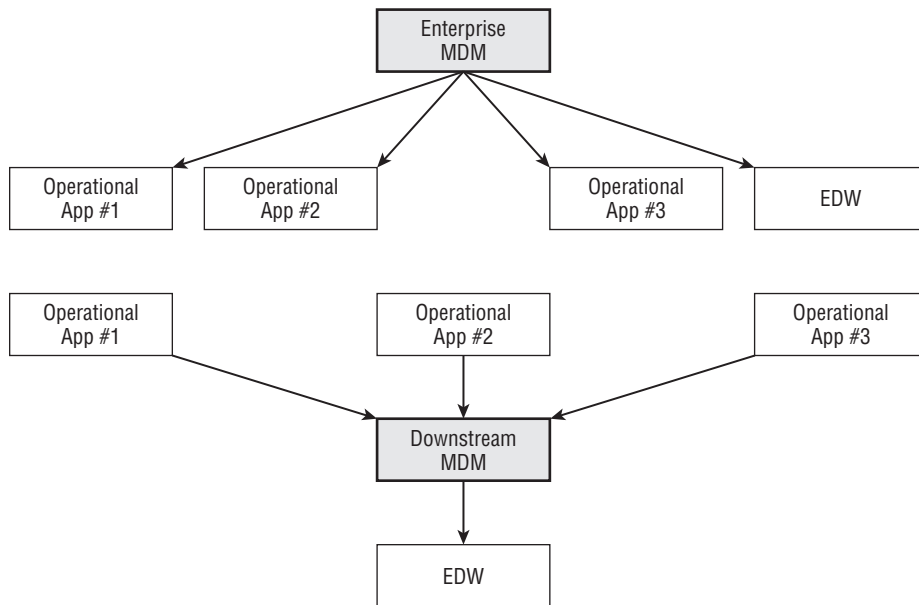 Enterprise
MDM
Operational
App #1
Operational
App #2
Operational
App #3
EDW
Operational
App #1
Operational
App #2
Operational
App #3
Downstream
MDM
EDW